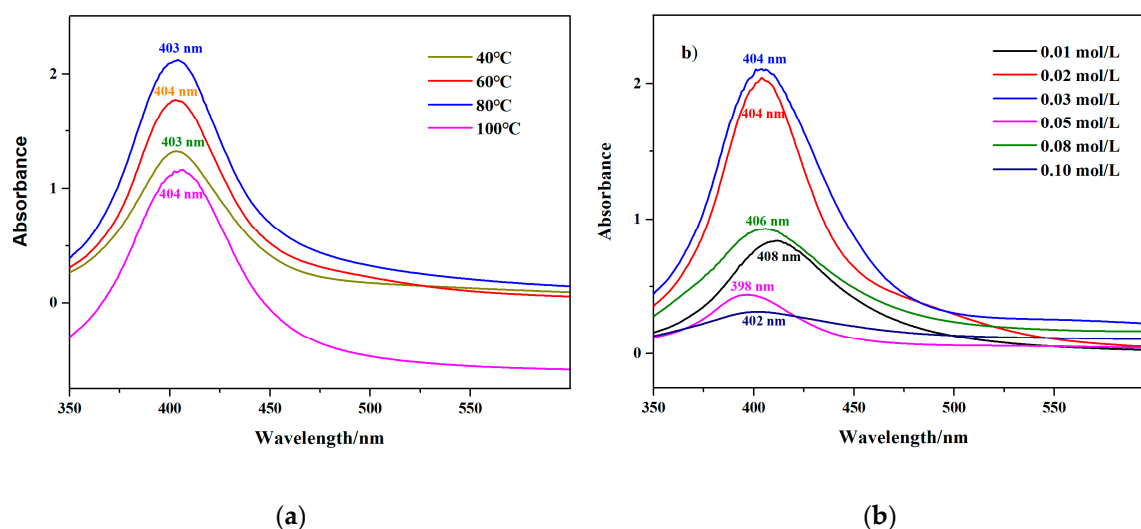 403 nm
404 nm
403 nm
404 nm
40°C
60°C
80°C
100°C
2
1
0
Absorbance
350
400
450
500
550
Wavelength/nm
(a)
b)
404 nm
404 nm
406 nm
408 nm
398 nm
402 nm
0.01 mol/L
0.02 mol/L
0.03 mol/L
0.05 mol/L
0.08 mol/L
0.10 mol/L
2
1
0
Absorbance
350
400
450
500
550
Wavelength/nm
(b)